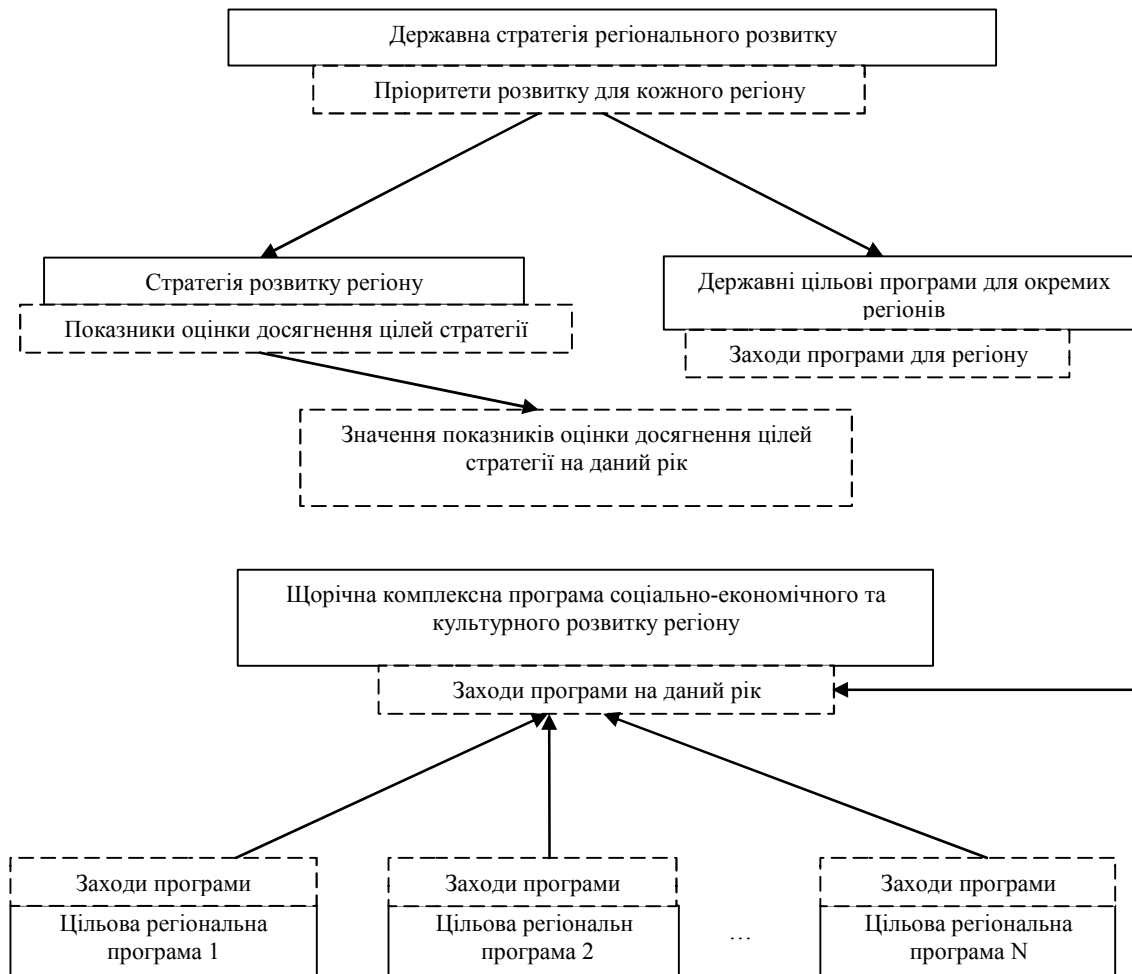 Державна стратегія регіонального розвитку
Пріоритети розвитку для кожного регіону
Стратегія розвитку регіону
Показники оцінки досягнення цілей стратегії
Державні цільові програми для окремих
регіонів
Заходи програми для регіону
Значення показників оцінки досягнення цілей
стратегії на даний рік
Щорічна комплексна програма соціально-економічного та
культурного розвитку регіону
Заходи програми на даний рік
Заходи програми
Цільова регіональна
програма 1
Заходи програми
Цільова регіональн
програма 2
...
Заходи програми
Цільова регіональна
програма N